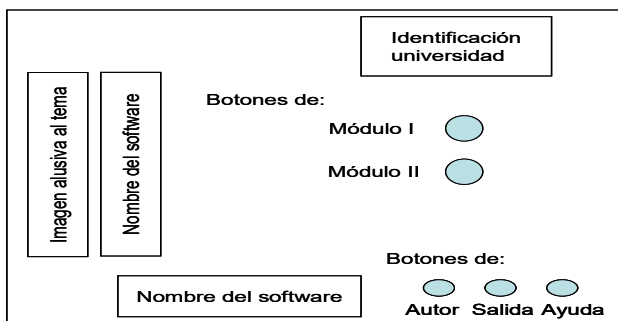 Identificación
universidad
Imagen alusiva al tema
Nombre del software
Botones de:
Módulo I
Módulo II
Botones de:
Nombre del software
Autor Salida Ayuda